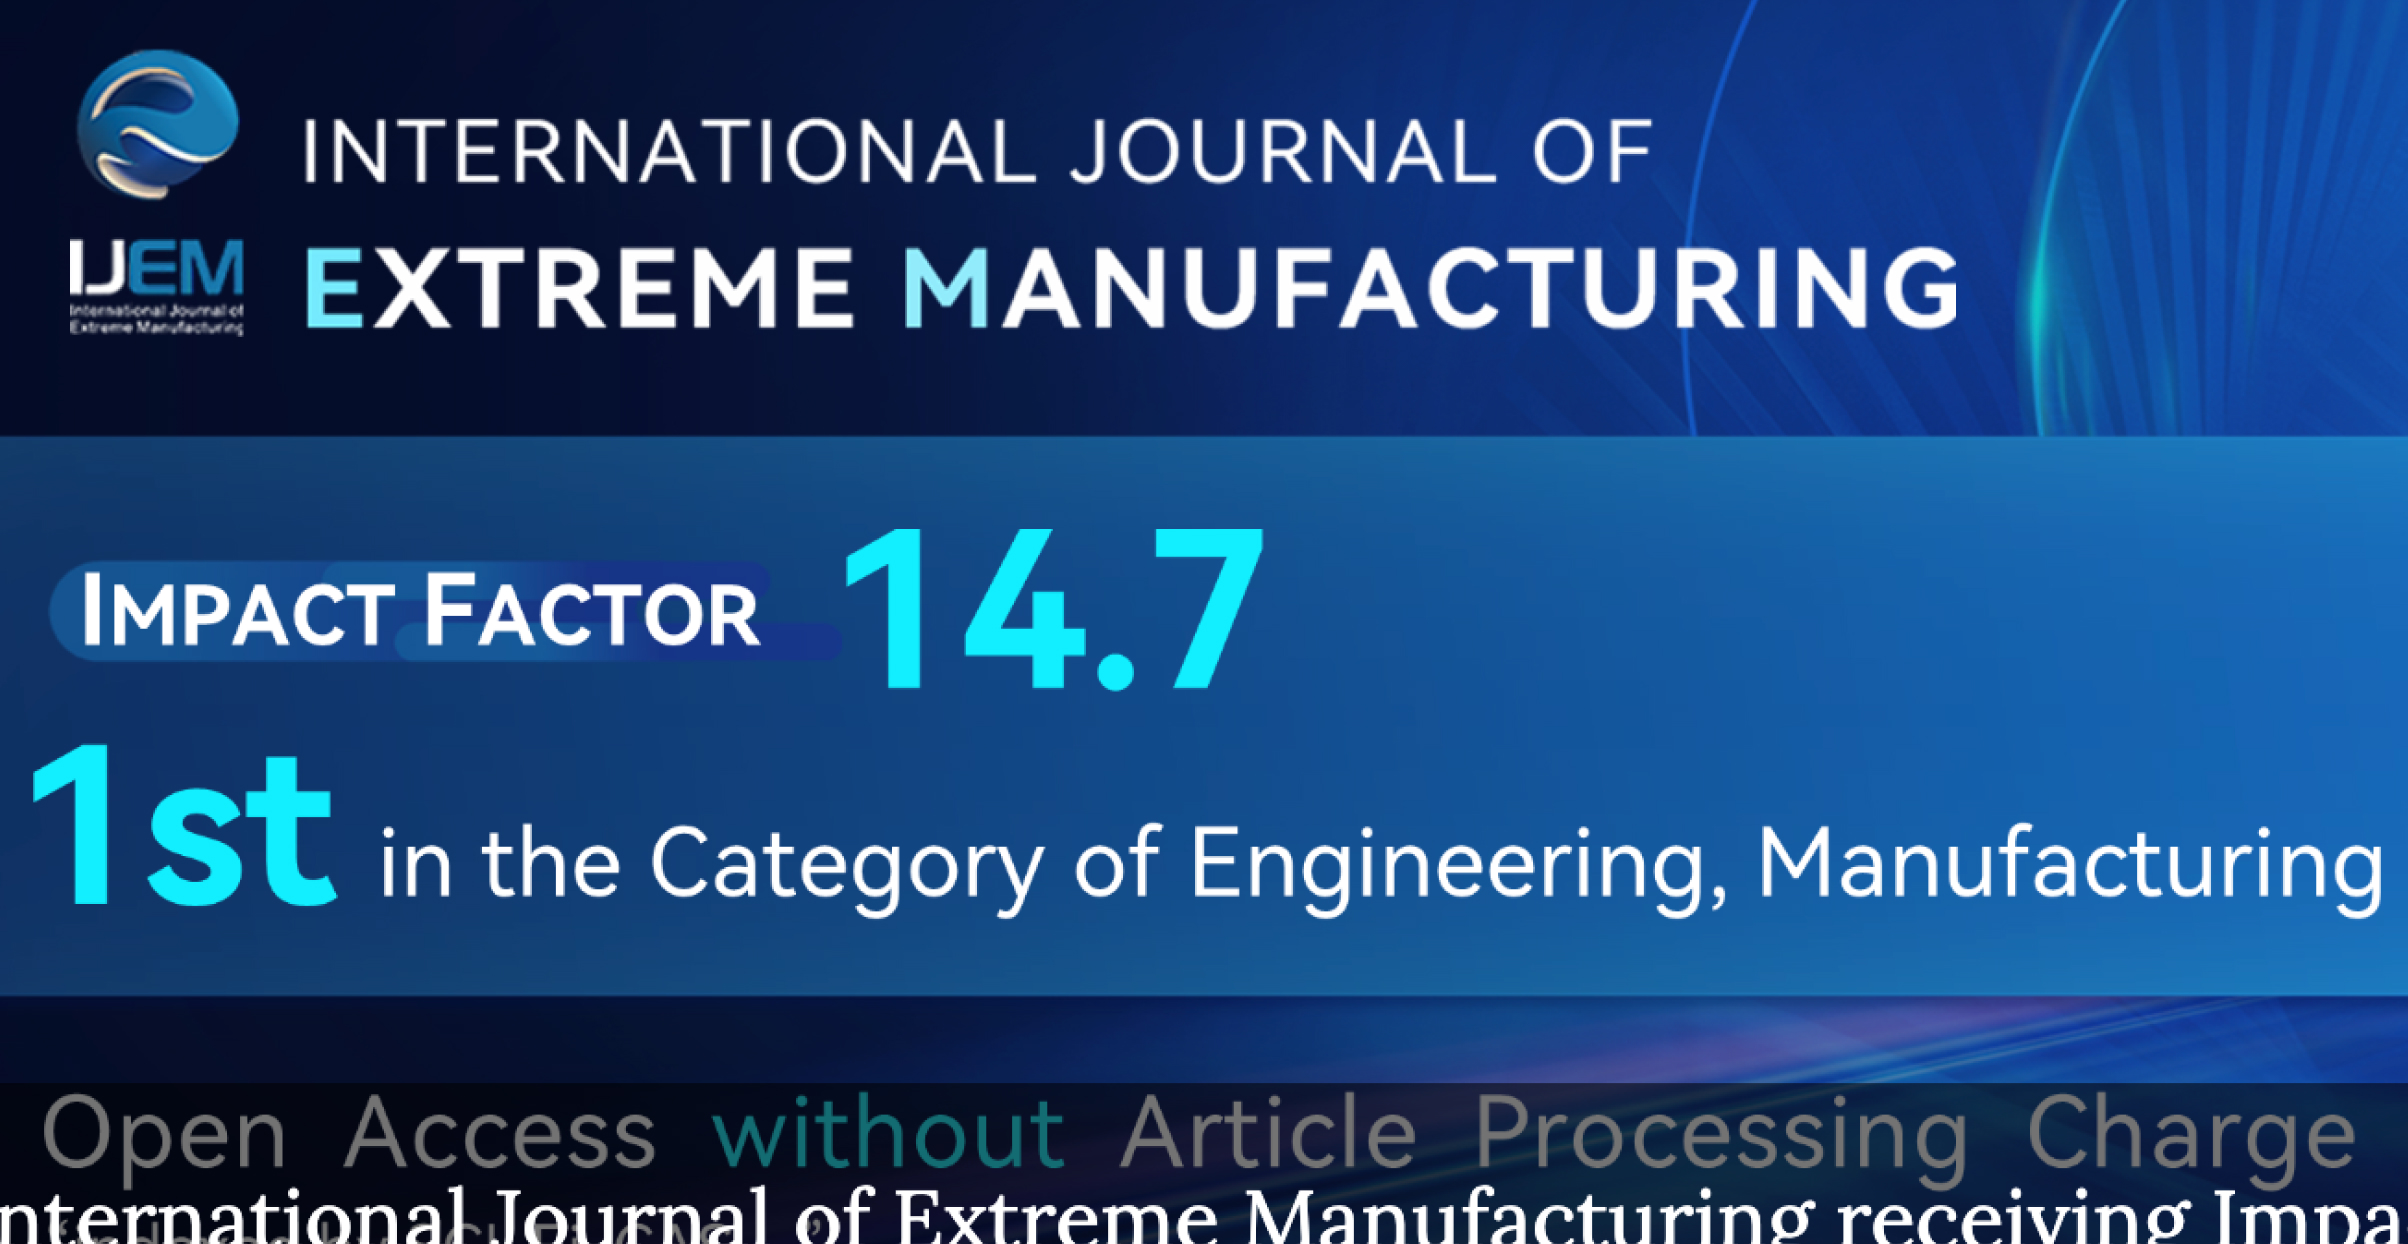 INTERNATIONAL JOURNAL OF
EXTREME MANUFACTURING
IJEM
International Journal of
Extreme Manufacturing
IMPACT FACTOR 14.7
1st in the Category of Engineering, Manufacturing
Open Access without Article Processing Charge
nternational Journal of Extreme Manufacturing receiving Impa